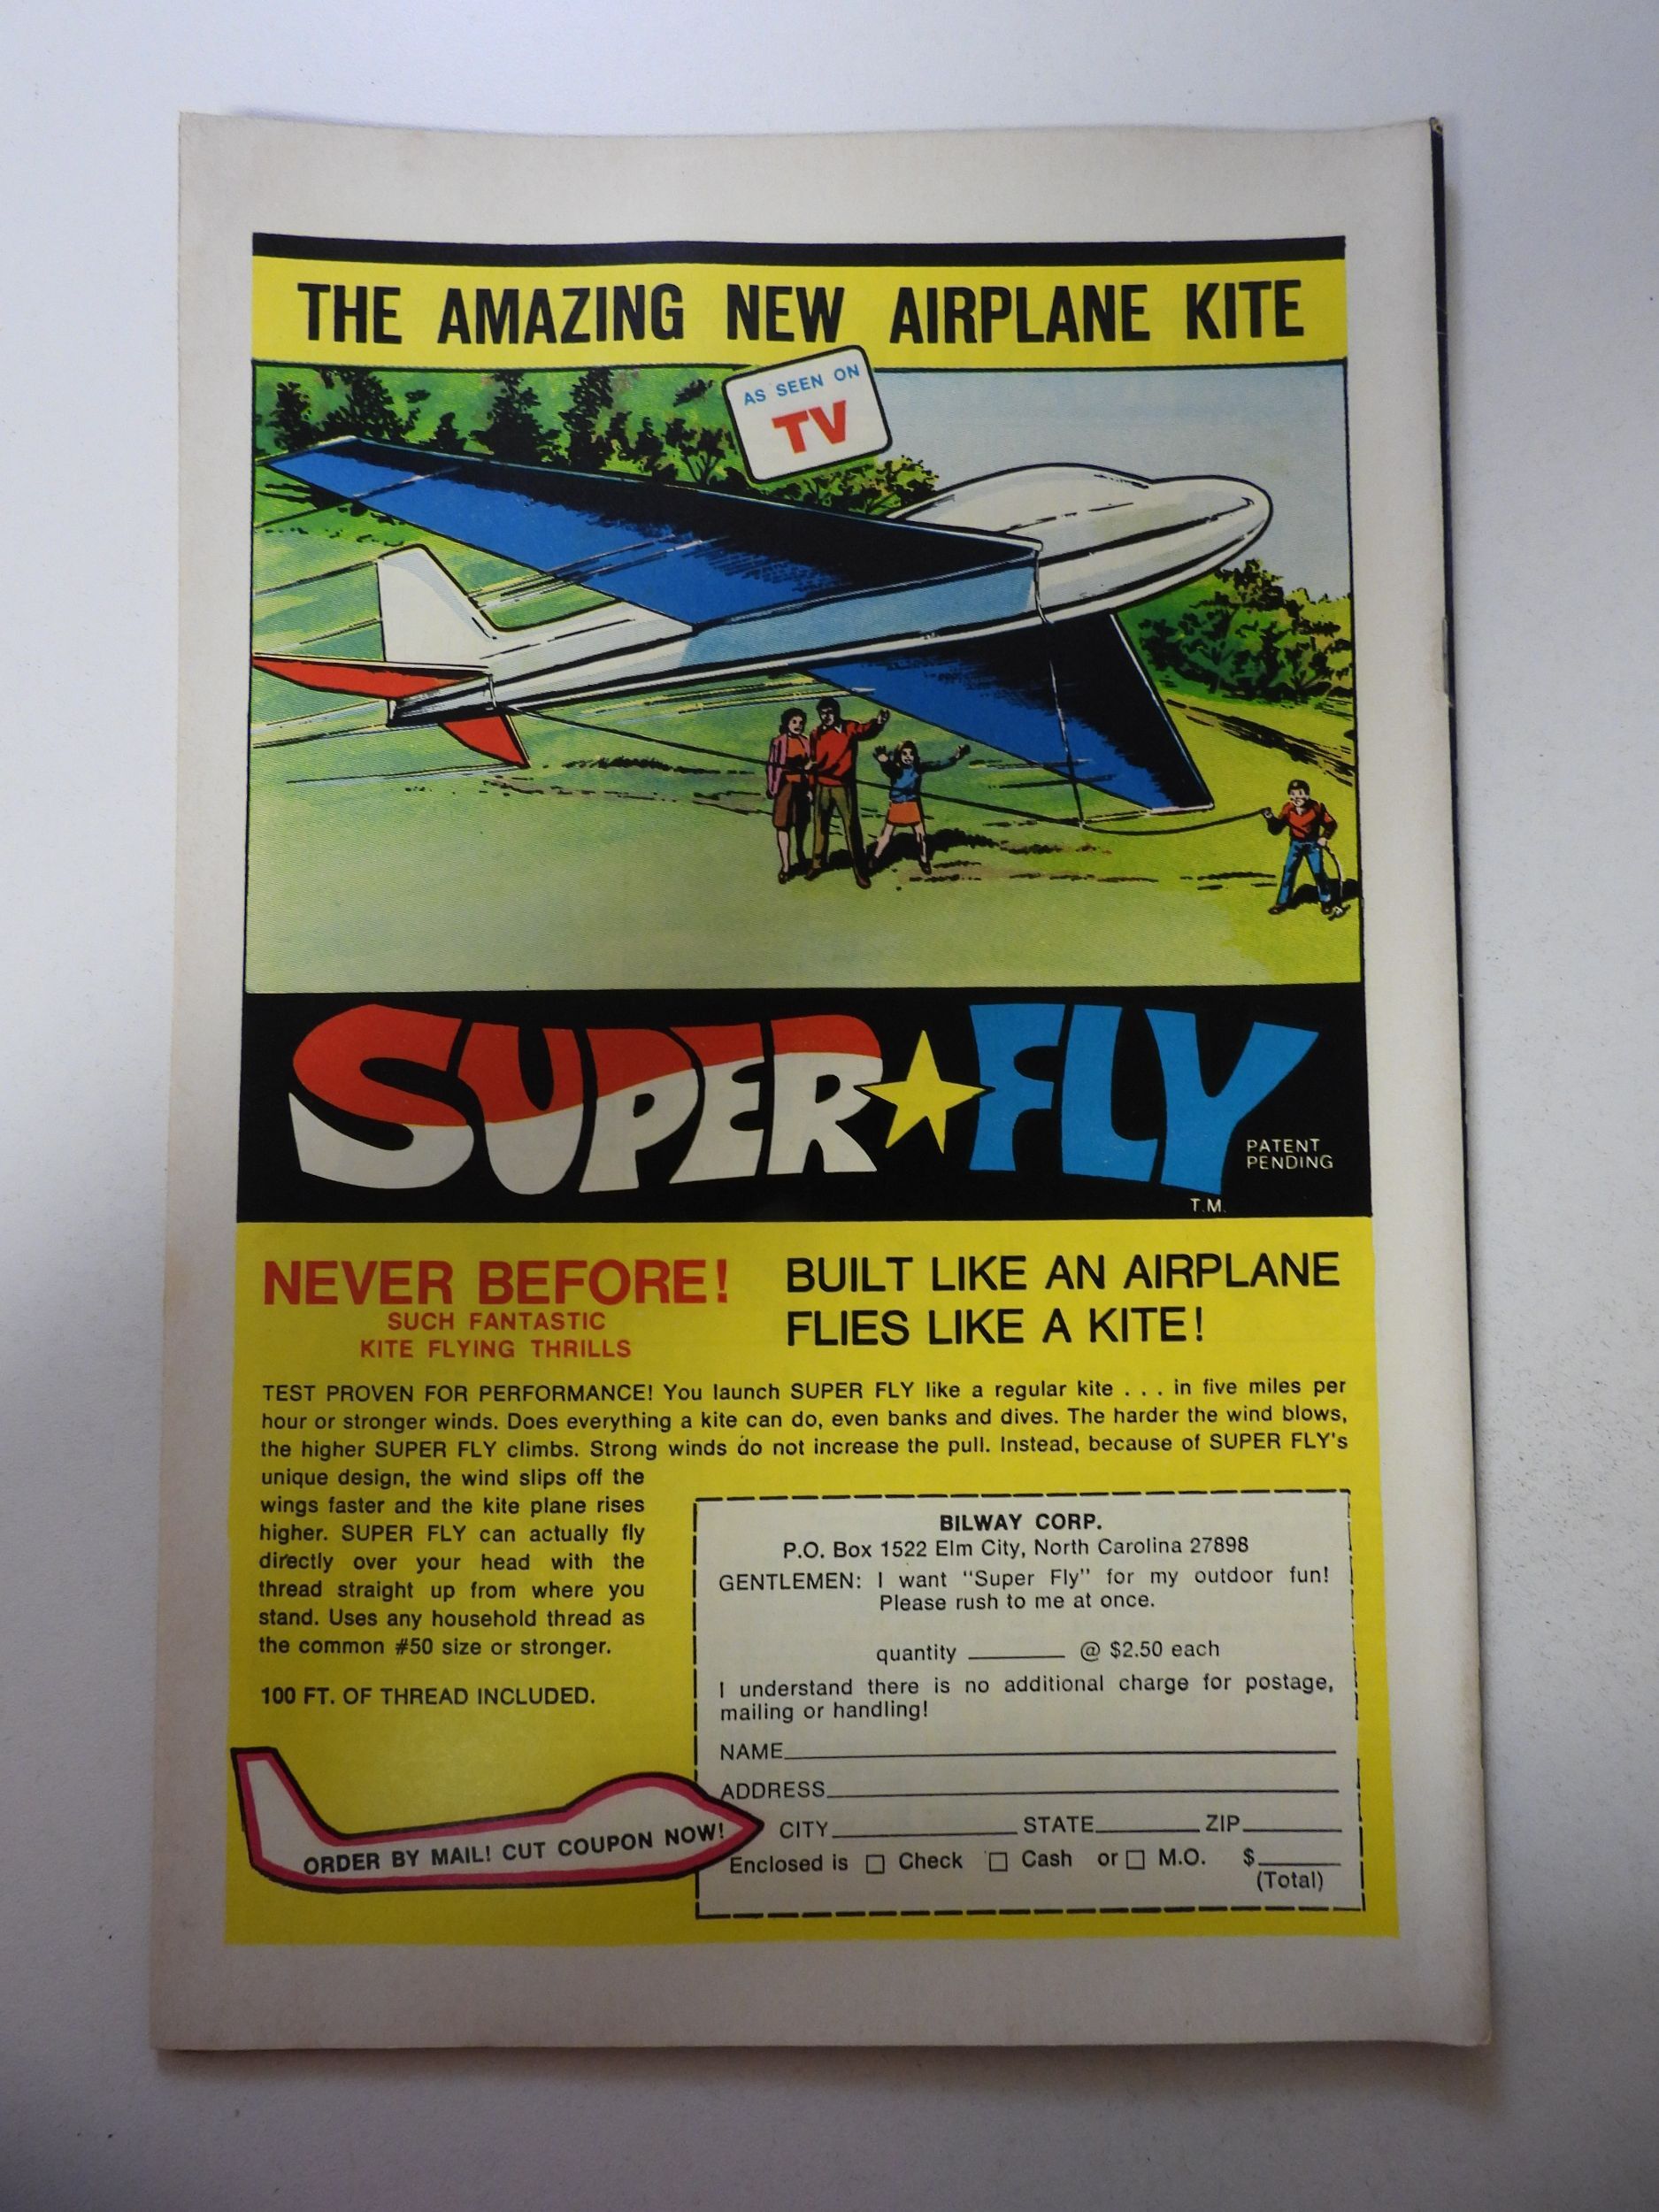 THE AMAZING NEW AIRPLANE KITE
AS SEEN ON
TV
SUPER FLY
PATENT
PENDING
T.M.
NEVER BEFORE!
SUCH FANTASTIC
KITE FLYING THRILLS
BUILT LIKE AN AIRPLANE
FLIES LIKE A KITE!
TEST PROVEN FOR PERFORMANCE! You launch SUPER FLY like a regular kite . . . in five miles per
hour or stronger winds. Does everything a kite can do, even banks and dives. The harder the wind blows,
the higher SUPER FLY climbs. Strong winds do not increase the pull. Instead, because of SUPER FLY's
unique design, the wind slips off the
wings faster and the kite plane rises
higher. SUPER FLY can actually fly
directly over your head with the
thread straight up from where you
stand. Uses any household thread as
the common #50 size or stronger.
100 FT. OF THREAD INCLUDED.
ORDER BY MAIL! CUT COUPON NOW!
BILWAY CORP.
P.O. Box 1522 Elm City, North Carolina 27898
GENTLEMEN: I want "Super Fly" for my outdoor fun!
Please rush to me at once.
quantity ________ @ $2.50 each
I understand there is no additional charge for postage,
mailing or handling!
NAME________
ADDRESS________
CITY________ STATE________ ZIP________
Enclosed is □ Check □ Cash or □ M.O. $________
(Total)